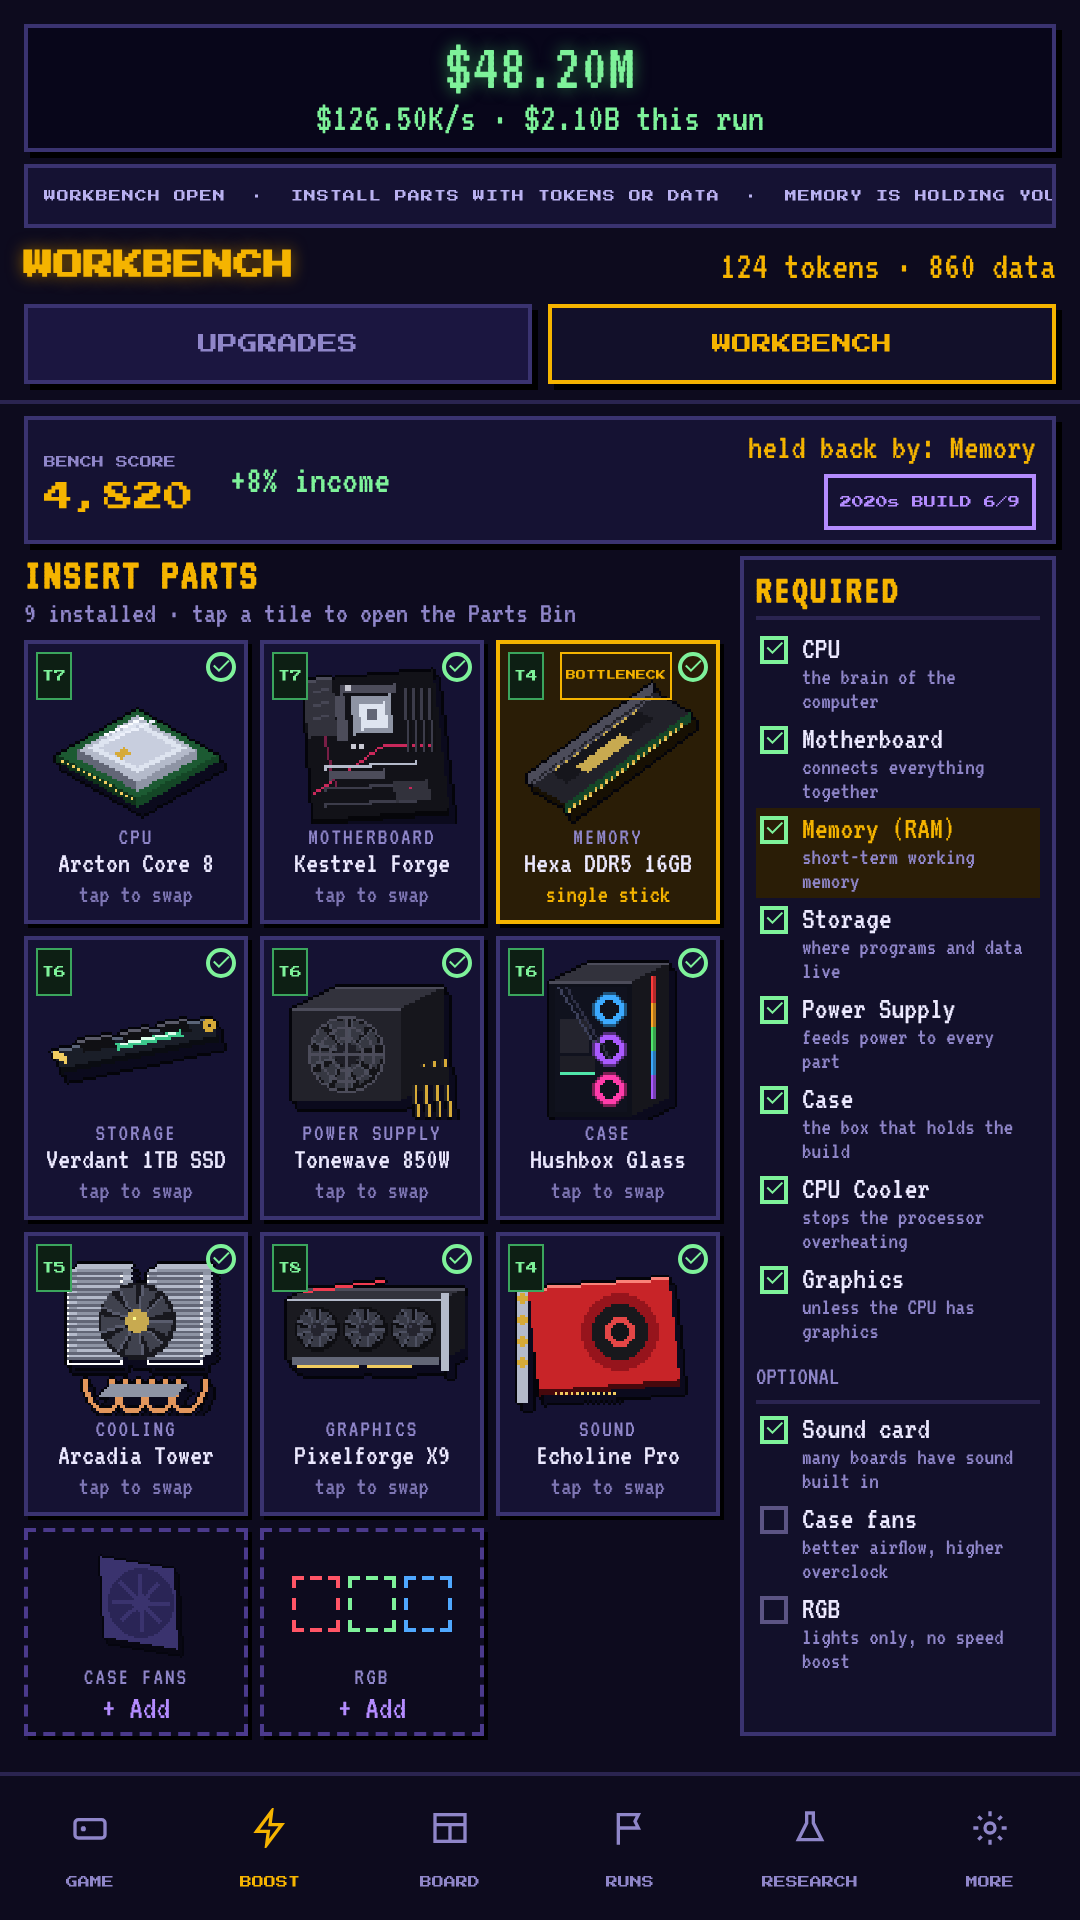 $48.20M
$126.50K/s · $2.10B this run
WORKBENCH OPEN · INSTALL PARTS WITH TOKENS OR DATA · MEMORY IS HOLDING YOU
WORKBENCH
124 tokens · 860 data
UPGRADES
WORKBENCH
BENCH SCORE
4,820
+8% income
held back by: Memory
2020s BUILD 6/9
INSERT PARTS
9 installed · tap a tile to open the Parts Bin
T7
CPU
Arcton Core 8
tap to swap
T7
MOTHERBOARD
Kestrel Forge
tap to swap
T4
BOTTLENECK
MEMORY
Hexa DDR5 16GB
single stick
T6
STORAGE
Verdant 1TB SSD
tap to swap
T6
POWER SUPPLY
Tonewave 850W
tap to swap
T6
CASE
Hushbox Glass
tap to swap
T5
COOLING
Arcadia Tower
tap to swap
T8
GRAPHICS
Pixelforge X9
tap to swap
T4
SOUND
Echoline Pro
tap to swap
CASE FANS
+ Add
RGB
+ Add
REQUIRED
CPU
the brain of the
computer
Motherboard
connects everything
together
Memory (RAM)
short-term working
memory
Storage
where programs and data
live
Power Supply
feeds power to every
part
Case
the box that holds the
build
CPU Cooler
stops the processor
overheating
Graphics
unless the CPU has
graphics
OPTIONAL
Sound card
many boards have sound
built in
Case fans
better airflow, higher
overclock
RGB
lights only, no speed
boost
GAME
BOOST
BOARD
RUNS
RESEARCH
MORE